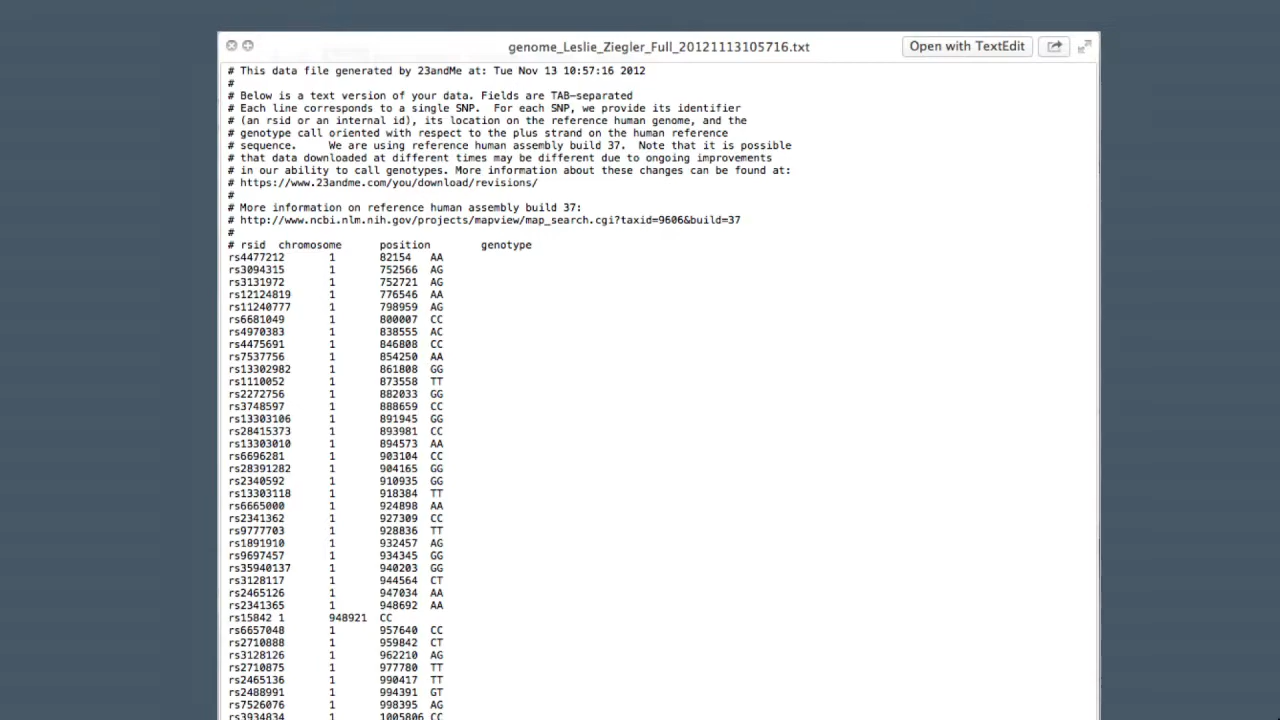 genome_Leslie_Ziegler_Full_20121113105716.txt
Open with TextEdit
# This data file generated by 23andMe at: Tue Nov 13 10:57:16 2012
#
# Below is a text version of your data. Fields are TAB-separated
# Each line corresponds to a single SNP.  For each SNP, we provide its identifier
# (an rsid or an internal id), its location on the reference human genome, and the
# genotype call oriented with respect to the plus strand on the human reference
# sequence.     We are using reference human assembly build 37.  Note that it is possible
# that data downloaded at different times may be different due to ongoing improvements
# in our ability to call genotypes. More information about these changes can be found at:
# https://www.23andme.com/you/download/revisions/
#
# More information on reference human assembly build 37:
# http://www.ncbi.nlm.nih.gov/projects/mapview/map_search.cgi?taxid=9606&build=37
#
# rsid  chromosome      position        genotype
rs4477212       1       82154   AA
rs3094315       1       752566  AG
rs3131972       1       752721  AG
rs12124819      1       776546  AA
rs11240777      1       798959  AG
rs6681049       1       800007  CC
rs4970383       1       838555  AC
rs4475691       1       846808  CC
rs7537756       1       854250  AA
rs13302982      1       861808  GG
rs1110052       1       873558  TT
rs2272756       1       882033  GG
rs3748597       1       888659  CC
rs13303106      1       891945  GG
rs28415373      1       893981  CC
rs13303010      1       894573  AA
rs6696281       1       903104  CC
rs28391282      1       904165  GG
rs2340592       1       910935  GG
rs13303118      1       918384  TT
rs6665000       1       924898  AA
rs2341362       1       927309  CC
rs9777703       1       928836  TT
rs1891910       1       932457  AG
rs9697457       1       934345  GG
rs35940137      1       940203  GG
rs3128117       1       944564  CT
rs2465126       1       947034  AA
rs2341365       1       948692  AA
rs15842 1       948921  CC
rs6657048       1       957640  CC
rs2710888       1       959842  CT
rs3128126       1       962210  AG
rs2710875       1       977780  TT
rs2465136       1       990417  TT
rs2488991       1       994391  GT
rs7526076       1       998395  AG
rs3934834       1       1005806 CC